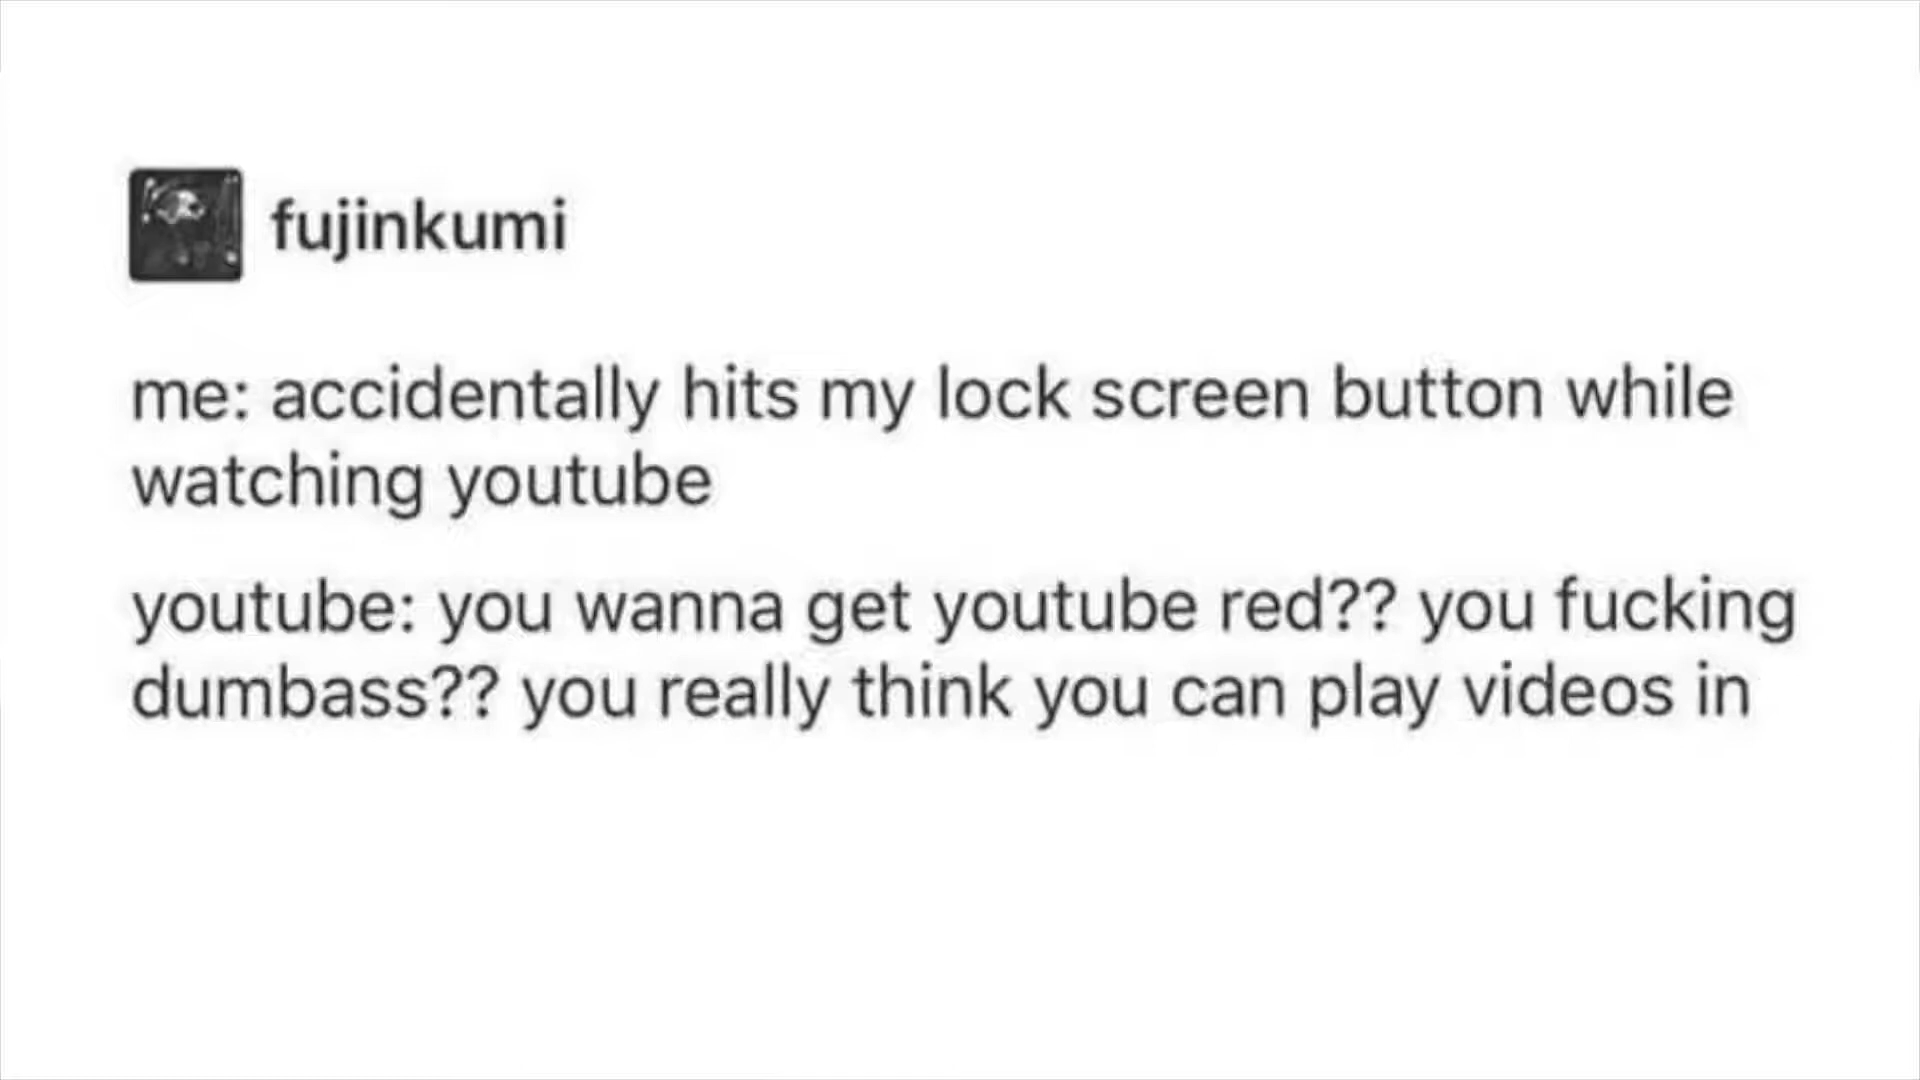 fujinkumi
me: accidentally hits my lock screen button while
watching youtube
youtube: you wanna get youtube red?? you fucking
dumbass?? you really think you can play videos in